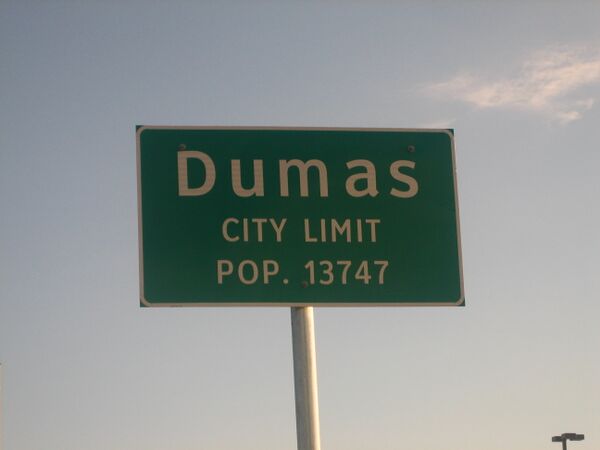 Dumas
CITY LIMIT
POP. 13747